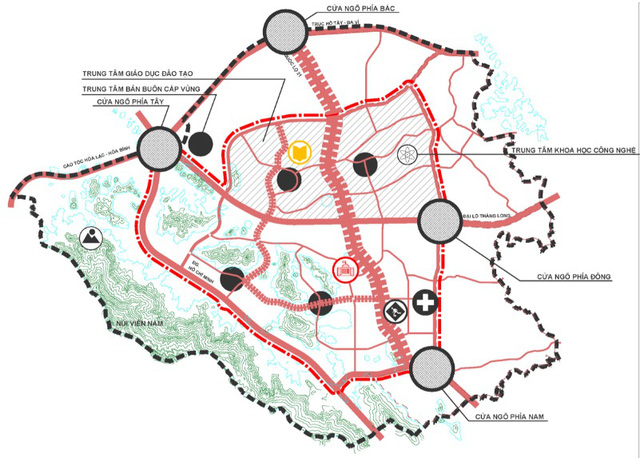 CỬA NGÕ PHÍA BẮC
TRỤC HỒ TÂY - BA VÌ
QUỐC LỘ 21
TRUNG TÂM GIÁO DỤC ĐÀO TẠO
TRUNG TÂM BÁN BUÔN CẤP VÙNG
CỬA NGÕ PHÍA TÂY
CAO TỐC HÒA LẠC - HÒA BÌNH
TRUNG TÂM KHOA HỌC CÔNG NGHỆ
ĐẠI LỘ THĂNG LONG
ĐG.
HỒ CHÍ MINH
CỬA NGÕ PHÍA ĐÔNG
NÚI VIÊN NAM
CỬA NGÕ PHÍA NAM